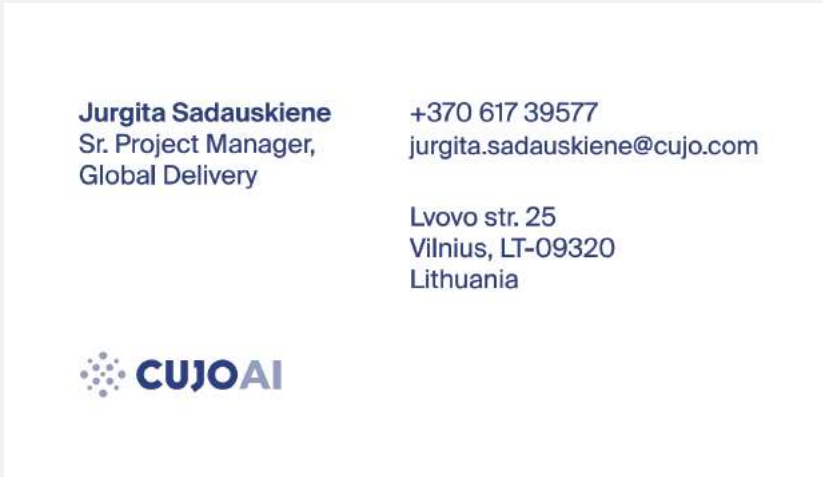 Jurgita Sadauskiene
Sr. Project Manager,
Global Delivery
+370 617 39577
jurgita.sadauskiene@cujo.com
Lvovo str. 25
Vilnius, LT-09320
Lithuania
CUJOAI